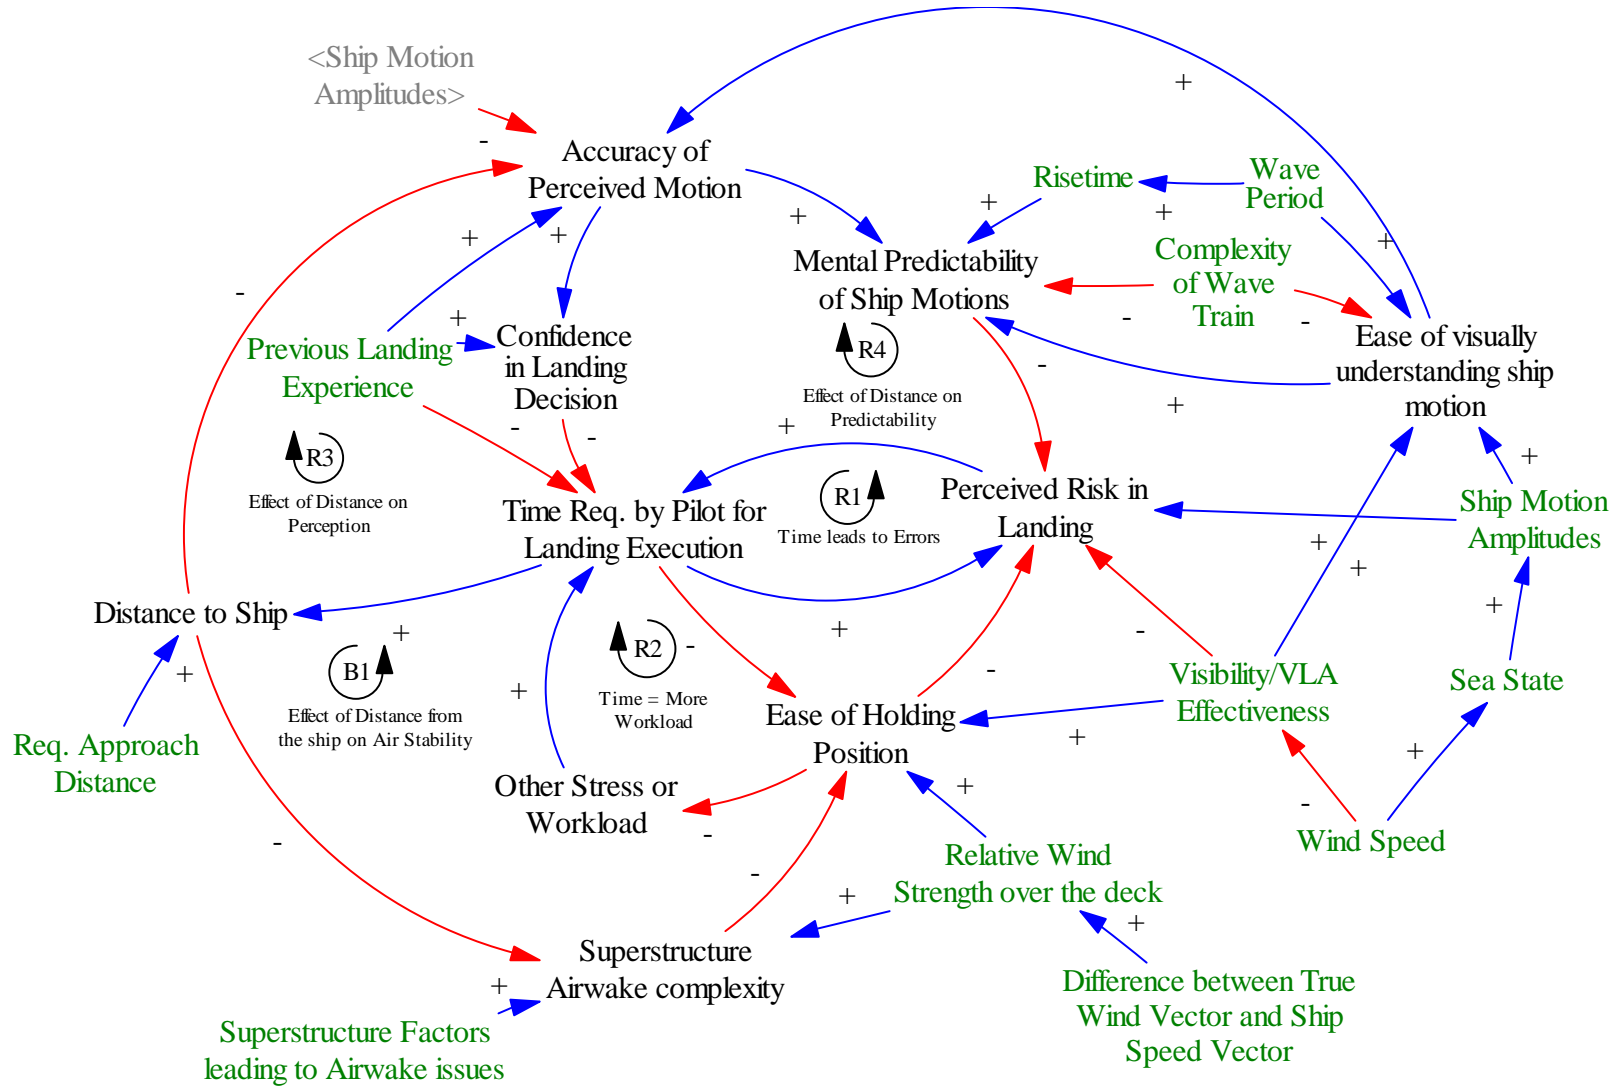 <Ship Motion
Amplitudes>
+
-
Accuracy of
Perceived Motion
Risetime
Wave
Period
+
+
+
+
+
+
Complexity
of Wave
Train
Mental Predictability
of Ship Motions
-
-
-
+
Previous Landing
Experience
Confidence
in Landing
Decision
R4
Effect of Distance on
Predictability
-
Ease of visually
understanding ship
motion
+
-
-
+
R3
Effect of Distance on
Perception
Time Req. by Pilot for
Landing Execution
R1
Time leads to Errors
Perceived Risk in
Landing
+
Ship Motion
Amplitudes
+
+
+
Distance to Ship
+
+
-
-
R2
Time = More
Workload
B1
Effect of Distance from
the ship on Air Stability
+
+
-
Visibility/VLA
Effectiveness
Sea State
Req. Approach
Distance
Ease of Holding
Position
+
+
-
Other Stress or
Workload
+
-
-
-
Wind Speed
Relative Wind
Strength over the deck
+
+
Superstructure
Airwake complexity
+
Difference between True
Wind Vector and Ship
Speed Vector
Superstructure Factors
leading to Airwake issues